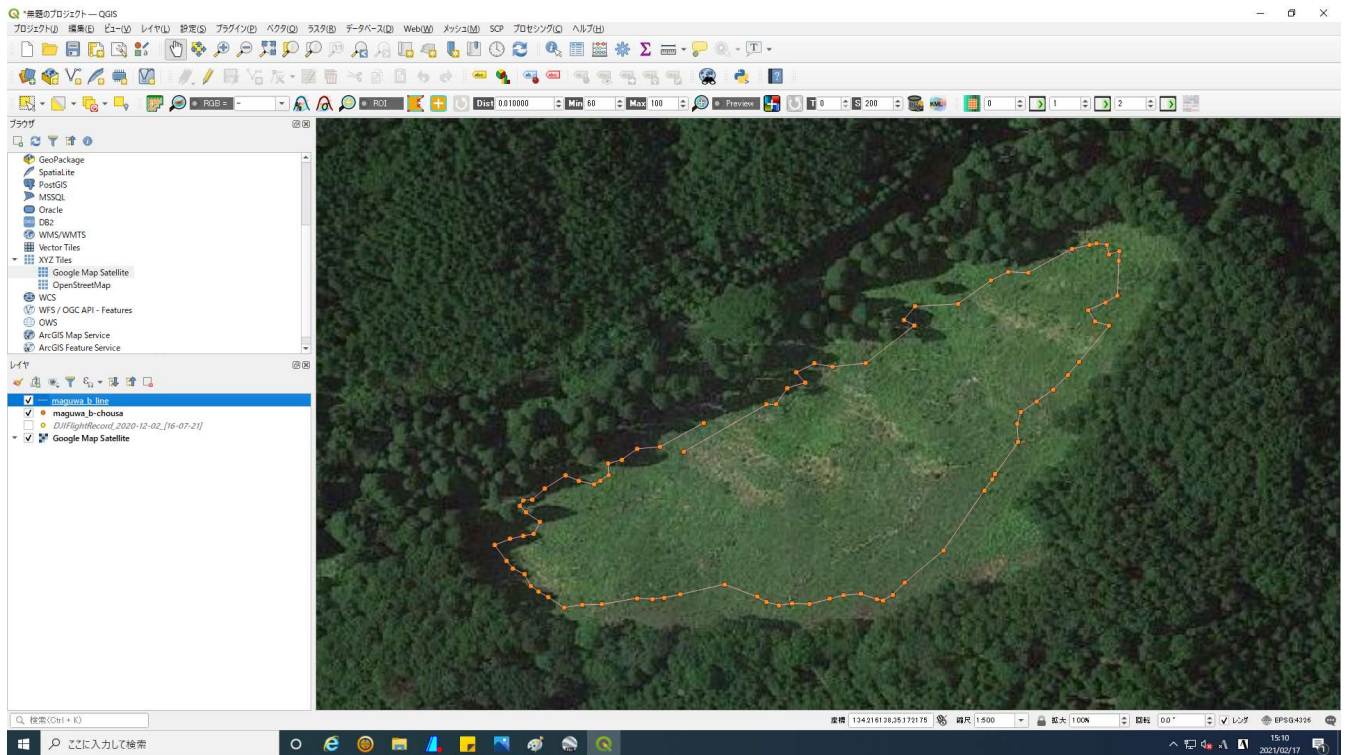 *無題のプロジェクト — QGIS
プロジェクト(J) 編集(E) ビュー(V) レイヤ(L) 設定(S) プラグイン(P) ベクタ(O) ラスタ(R) データベース(D) Web(W) メッシュ(M) SCP プロセシング(C) ヘルプ(H)
RGB = - ROI Dist 0.010000 Min 60 Max 100 Preview T 0 S 200 KML 0 1 2
ブラウザ
GeoPackage
SpatiaLite
PostGIS
MSSQL
Oracle
DB2
WMS/WMTS
Vector Tiles
XYZ Tiles
Google Map Satellite
OpenStreetMap
WCS
WFS / OGC API - Features
OWS
ArcGIS Map Service
ArcGIS Feature Service
レイヤ
maguwa_b_line
maguwa_b-chousa
DJIFlightRecord_2020-12-02_[16-07-21]
Google Map Satellite
検索(Ctrl + K)
座標 134.216138,35.172175 縮尺 1:500 拡大 100% 回転 0.0° レンダ EPSG:4326
ここに入力して検索
15:10
2021/02/17